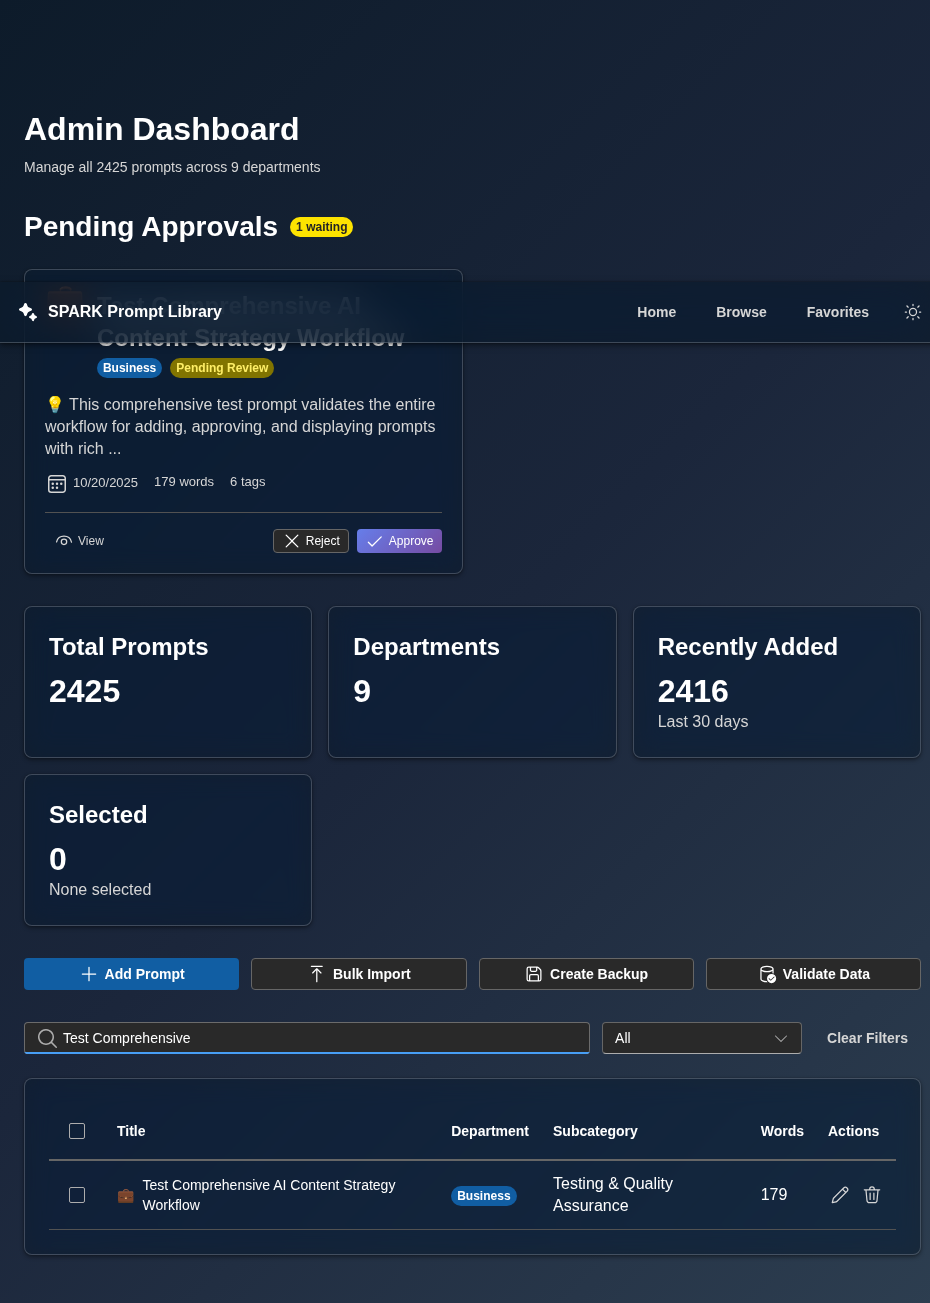 Admin Dashboard
Manage all 2425 prompts across 9 departments
Pending Approvals 1 waiting
SPARK Prompt Library Home Browse Favorites
Test Comprehensive AI
Content Strategy Workflow
Business Pending Review
💡 This comprehensive test prompt validates the entire
workflow for adding, approving, and displaying prompts
with rich ...
10/20/2025 179 words 6 tags
View Reject Approve
Total Prompts Departments Recently Added
2425 9 2416
Last 30 days
Selected
0
None selected
Add Prompt Bulk Import Create Backup Validate Data
Test Comprehensive All Clear Filters
Title Department Subcategory Words Actions
Test Comprehensive AI Content Strategy
Workflow
Business
Testing & Quality
Assurance
179